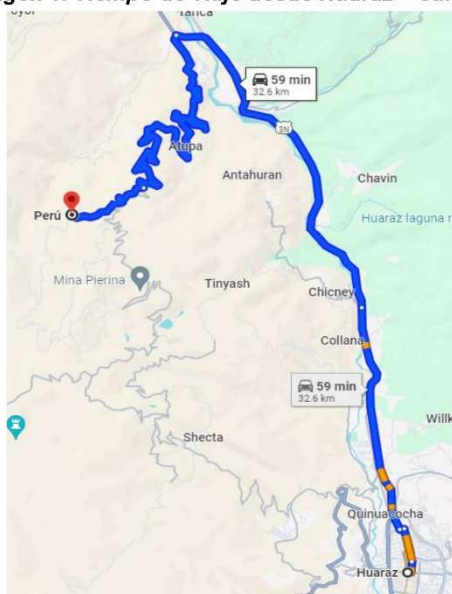 Tarica
59 min
32.6 km
3N
Atupa
Antahuran
Chavin
Perú
Huaraz laguna r
Mina Pierina
Tinyash
Chicney
Collana
59 min
32.6 km
Willk
Shecta
Quinuacocha
Huaraz